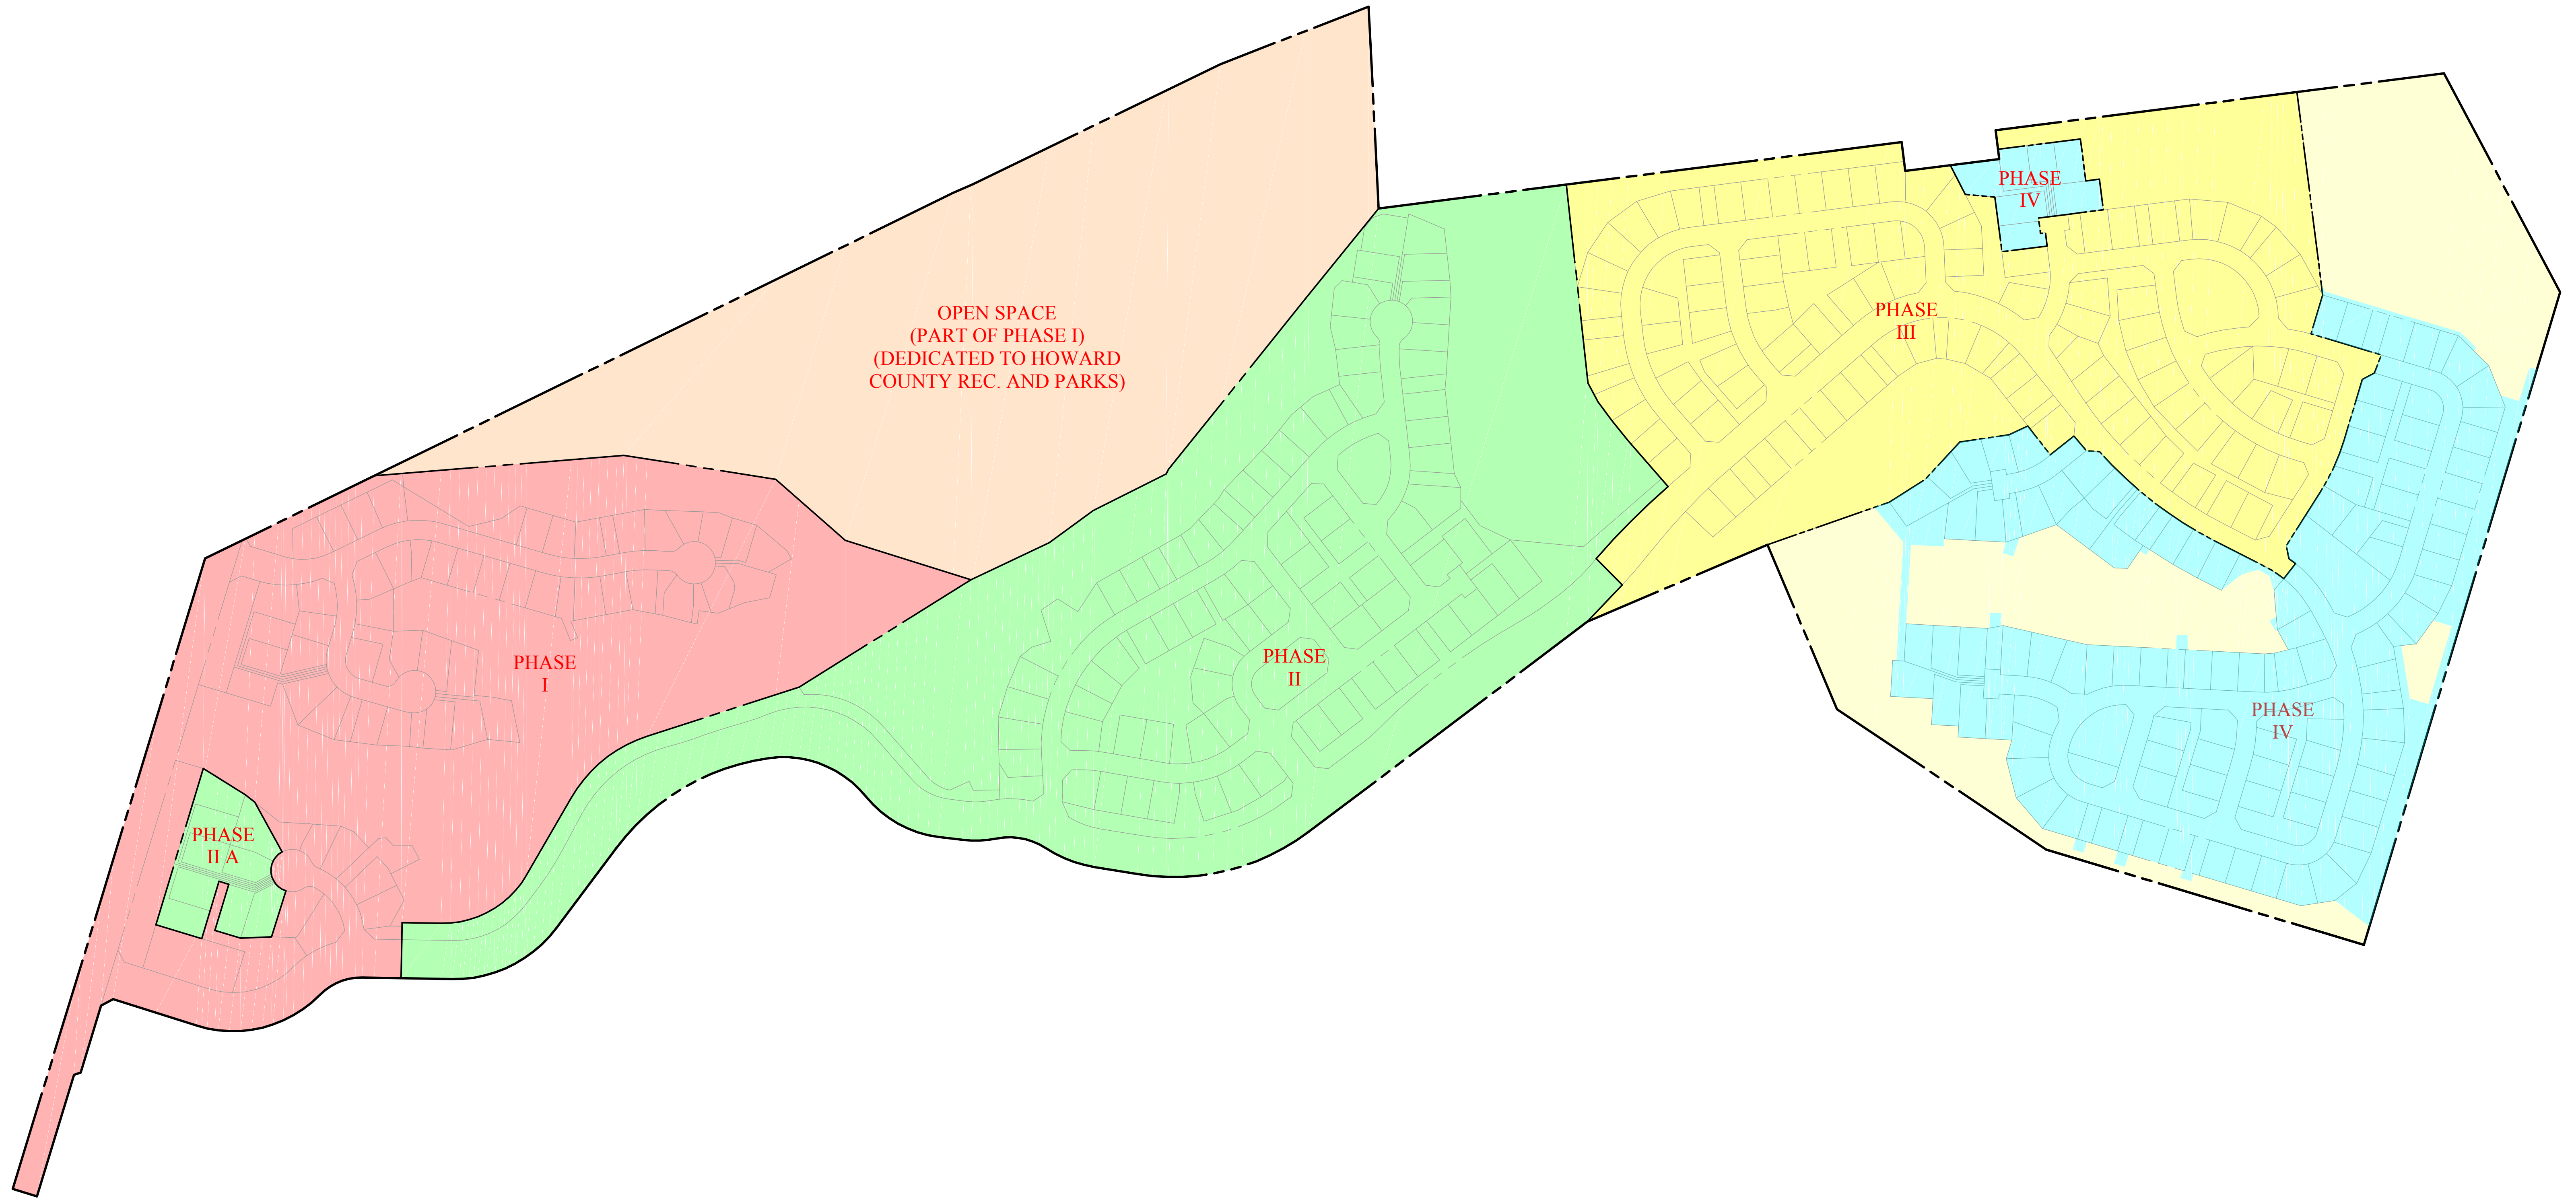 PHASE
IV
OPEN SPACE
(PART OF PHASE I)
(DEDICATED TO HOWARD
COUNTY REC. AND PARKS)
PHASE
III
PHASE
I
PHASE
II
PHASE
IV
PHASE
II A